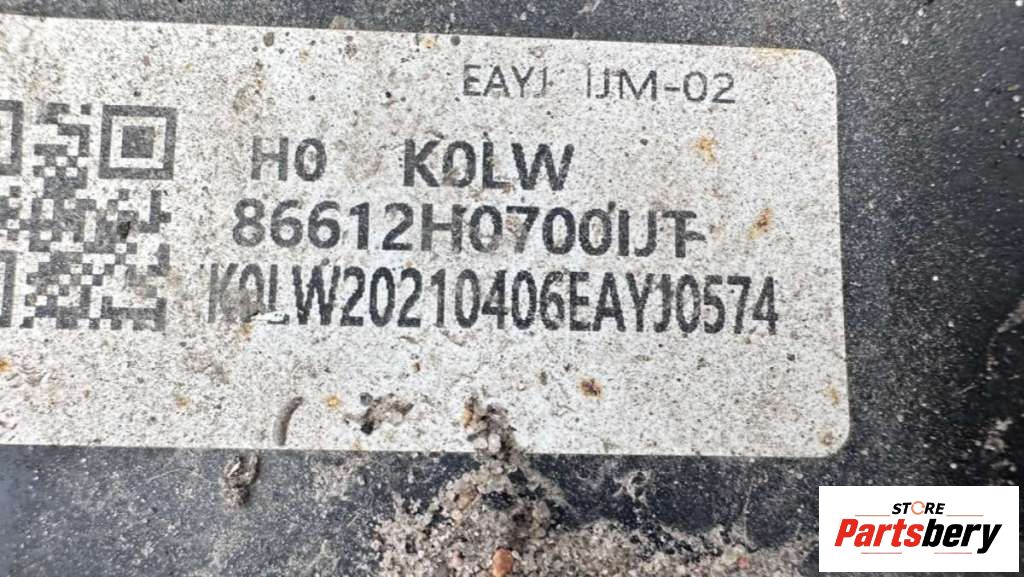 EAYJ IJM-02
H0 K0LW
86612H0700IJT
K0LW20210406EAYJ0574
STORE
Partsbery